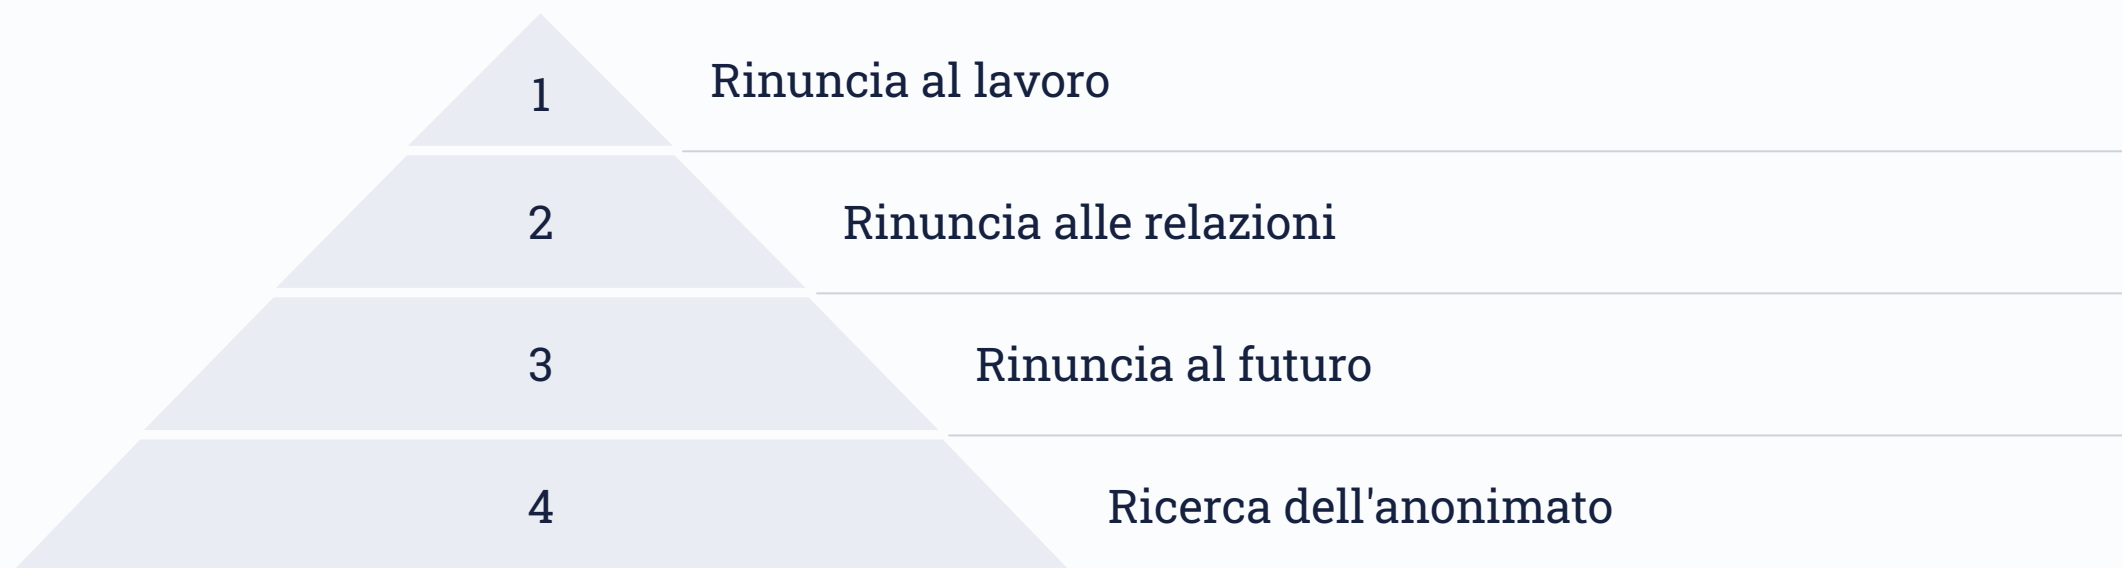 1
Rinuncia al lavoro
2
Rinuncia alle relazioni
3
Rinuncia al futuro
4
Ricerca dell'anonimato